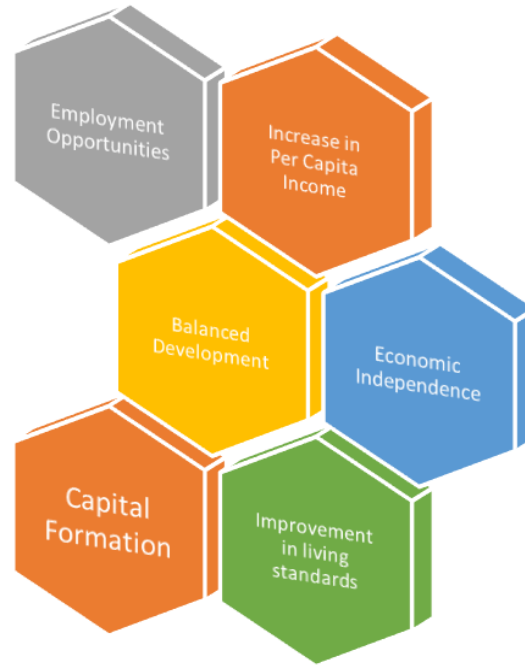 Employment
Opportunities
Increase in
Per Capita
Income
Balanced
Development
Economic
Independence
Capital
Formation
Improvement
in living
standards